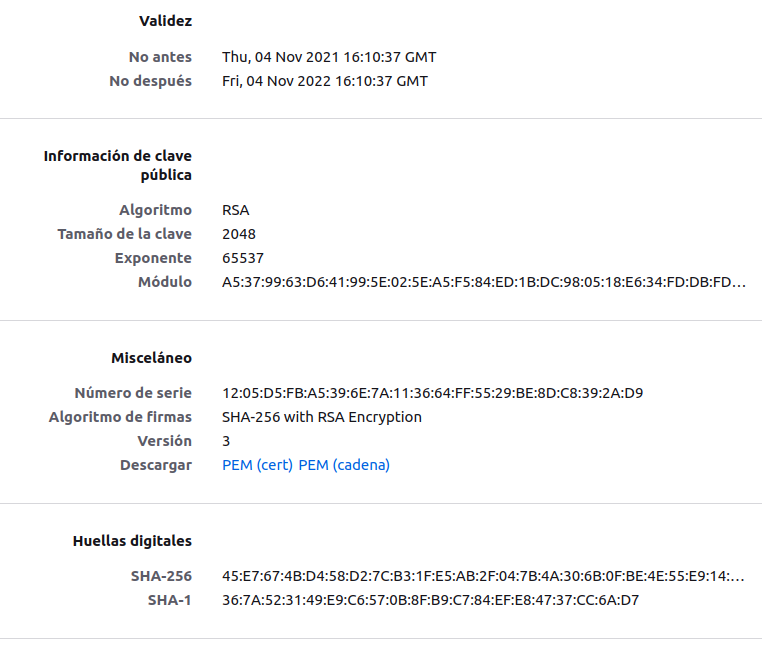 Validez
No antes Thu, 04 Nov 2021 16:10:37 GMT
No después Fri, 04 Nov 2022 16:10:37 GMT
Información de clave
pública
Algoritmo RSA
Tamaño de la clave 2048
Exponente 65537
Módulo A5:37:99:63:D6:41:99:5E:02:5E:A5:F5:84:ED:1B:DC:98:05:18:E6:34:FD:DB:FD…
Misceláneo
Número de serie 12:05:D5:FB:A5:39:6E:7A:11:36:64:FF:55:29:BE:8D:C8:39:2A:D9
Algoritmo de firmas SHA-256 with RSA Encryption
Versión 3
Descargar PEM (cert) PEM (cadena)
Huellas digitales
SHA-256 45:E7:67:4B:D4:58:D2:7C:B3:1F:E5:AB:2F:04:7B:4A:30:6B:0F:BE:4E:55:E9:14:…
SHA-1 36:7A:52:31:49:E9:C6:57:0B:8F:B9:C7:84:EF:E8:47:37:CC:6A:D7